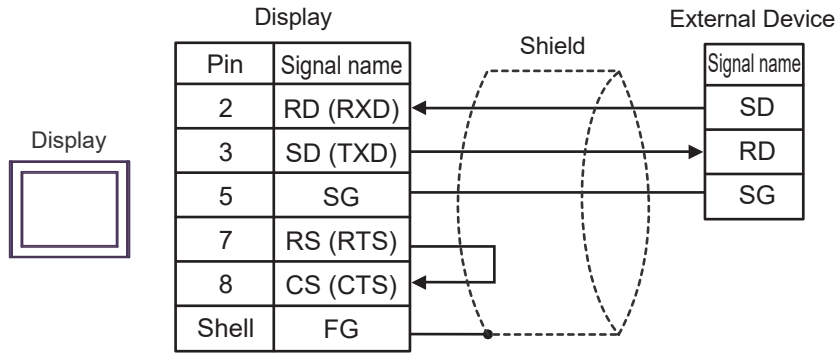 Display
External Device
Shield
Pin Signal name
Signal name
2 RD (RXD)
SD
Display
3 SD (TXD)
RD
5 SG
SG
7 RS (RTS)
8 CS (CTS)
Shell FG